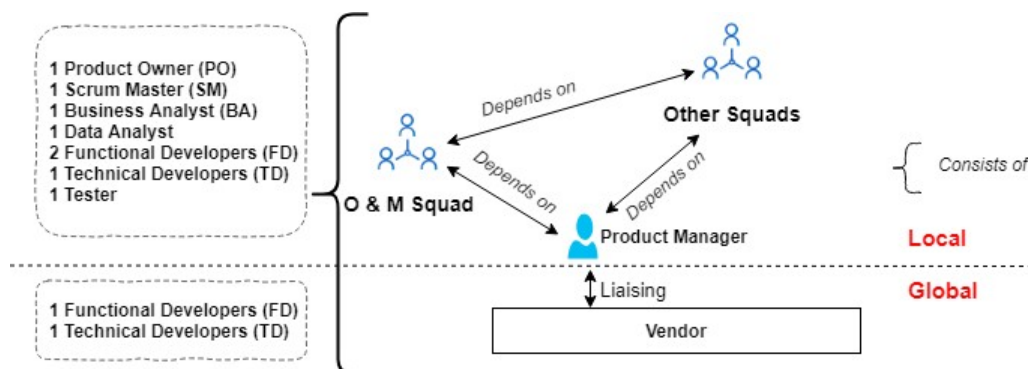 1 Product Owner (PO)
1 Scrum Master (SM)
1 Business Analyst (BA)
1 Data Analyst
2 Functional Developers (FD)
1 Technical Developers (TD)
1 Tester
O & M Squad
Depends on
Other Squads
Depends on
Depends on
Product Manager
Consists of
Local
Global
1 Functional Developers (FD)
1 Technical Developers (TD)
Liaising
Vendor